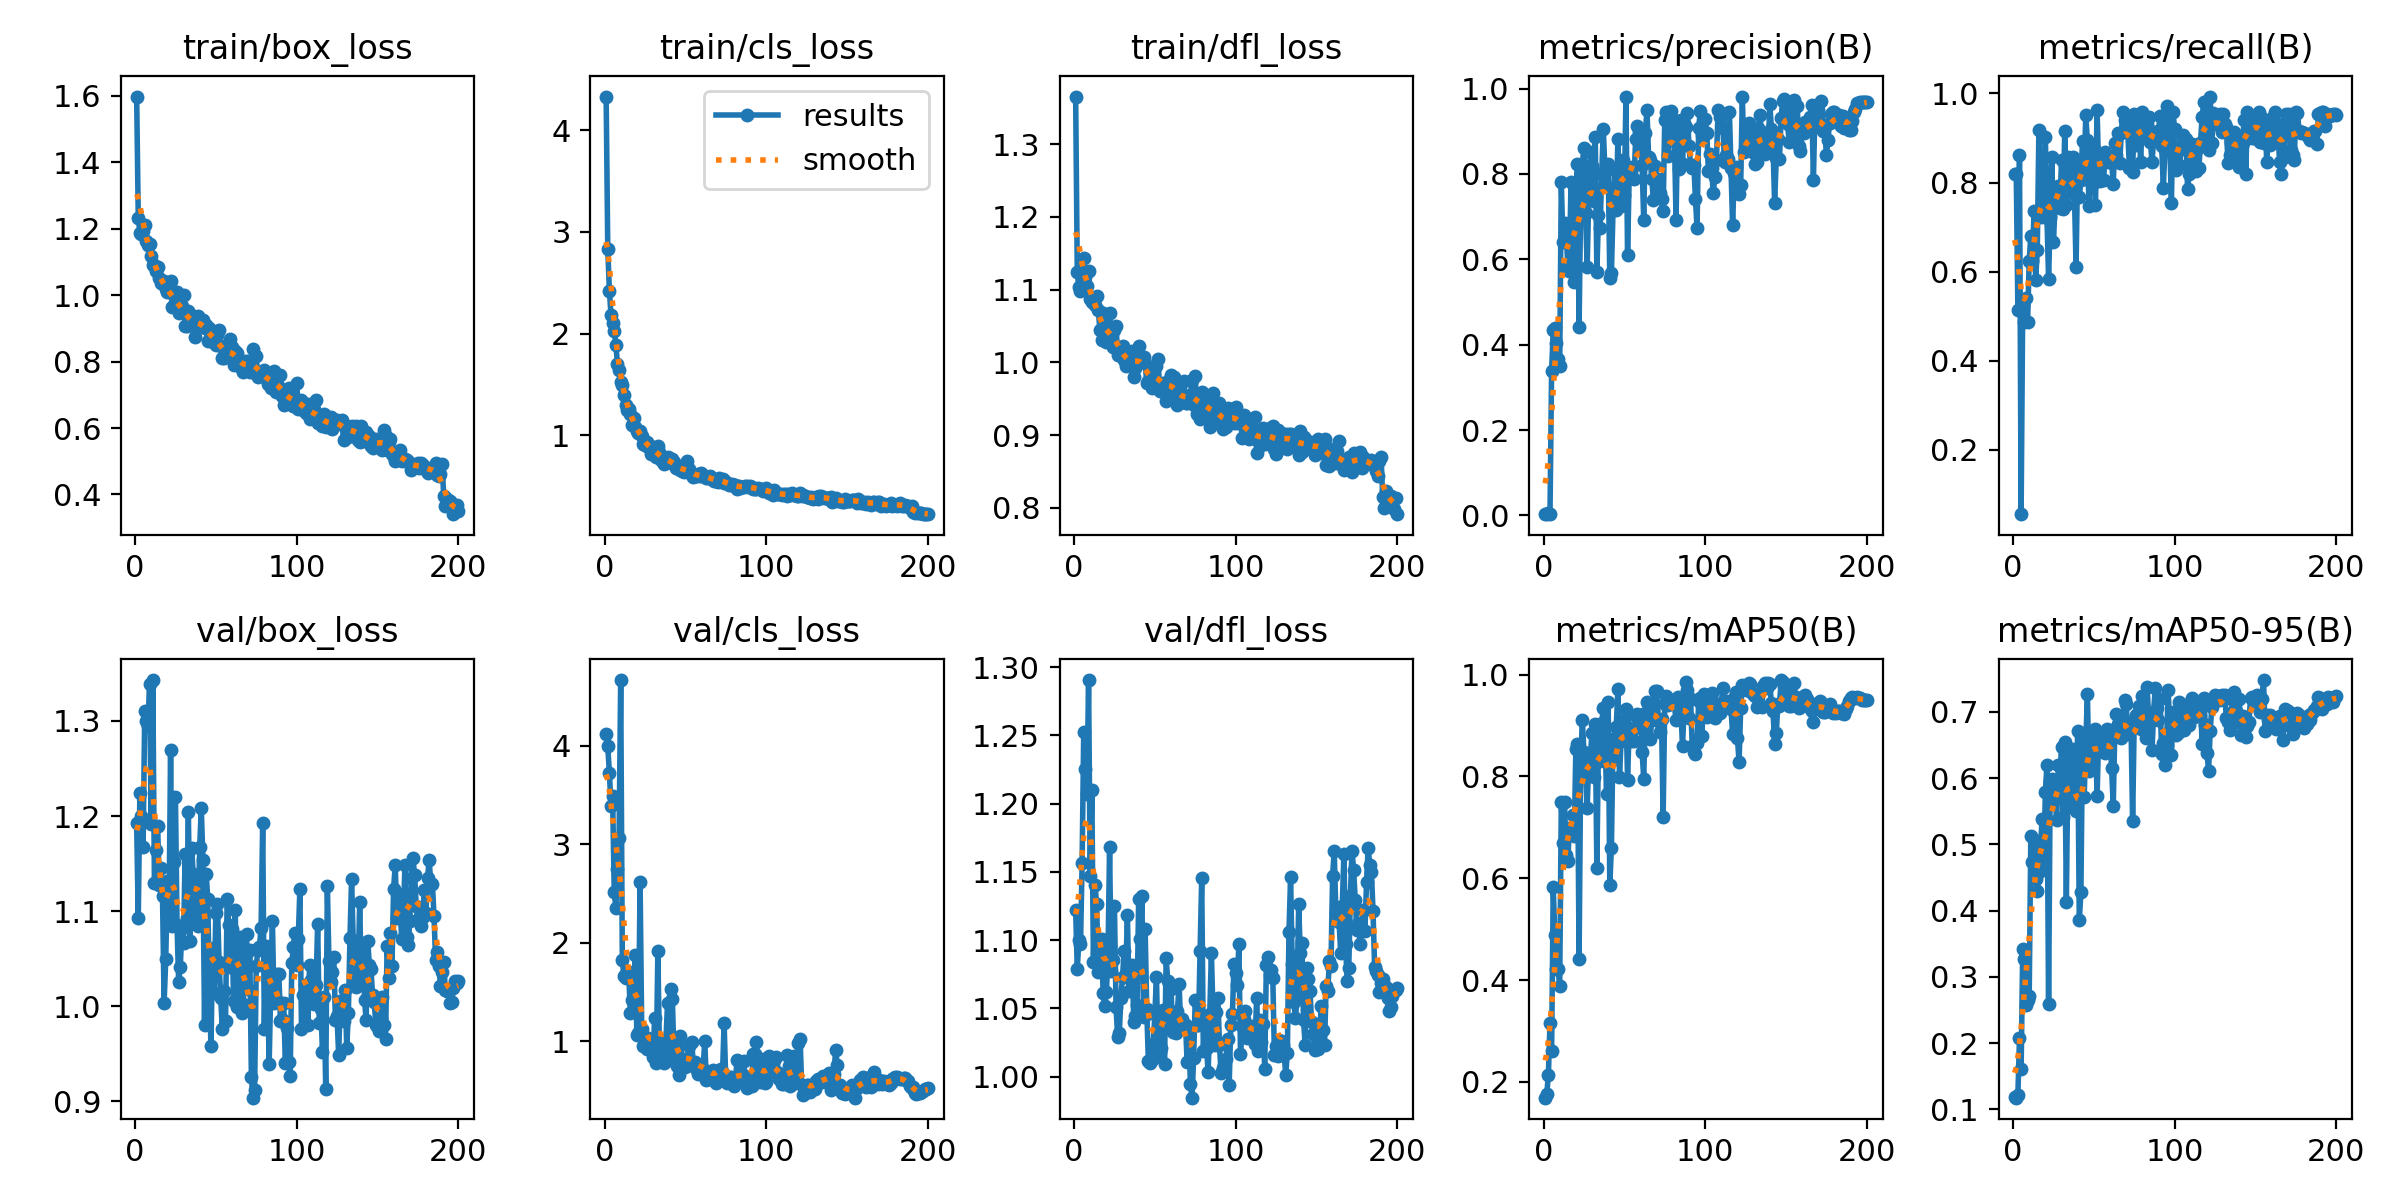 train/box_loss
train/cls_loss
train/dfl_loss
metrics/precision(B)
metrics/recall(B)
1.6
1.4
1.2
1.0
0.8
0.6
0.4
0 100 200
4
3
2
1
results
smooth
0 100 200
1.3
1.2
1.1
1.0
0.9
0.8
0 100 200
1.0
0.8
0.6
0.4
0.2
0.0
0 100 200
1.0
0.8
0.6
0.4
0.2
0 100 200
val/box_loss
val/cls_loss
val/dfl_loss
metrics/mAP50(B)
metrics/mAP50-95(B)
1.3
1.2
1.1
1.0
0.9
0 100 200
4
3
2
1
0 100 200
1.30
1.25
1.20
1.15
1.10
1.05
1.00
0 100 200
1.0
0.8
0.6
0.4
0.2
0 100 200
0.7
0.6
0.5
0.4
0.3
0.2
0.1
0 100 200